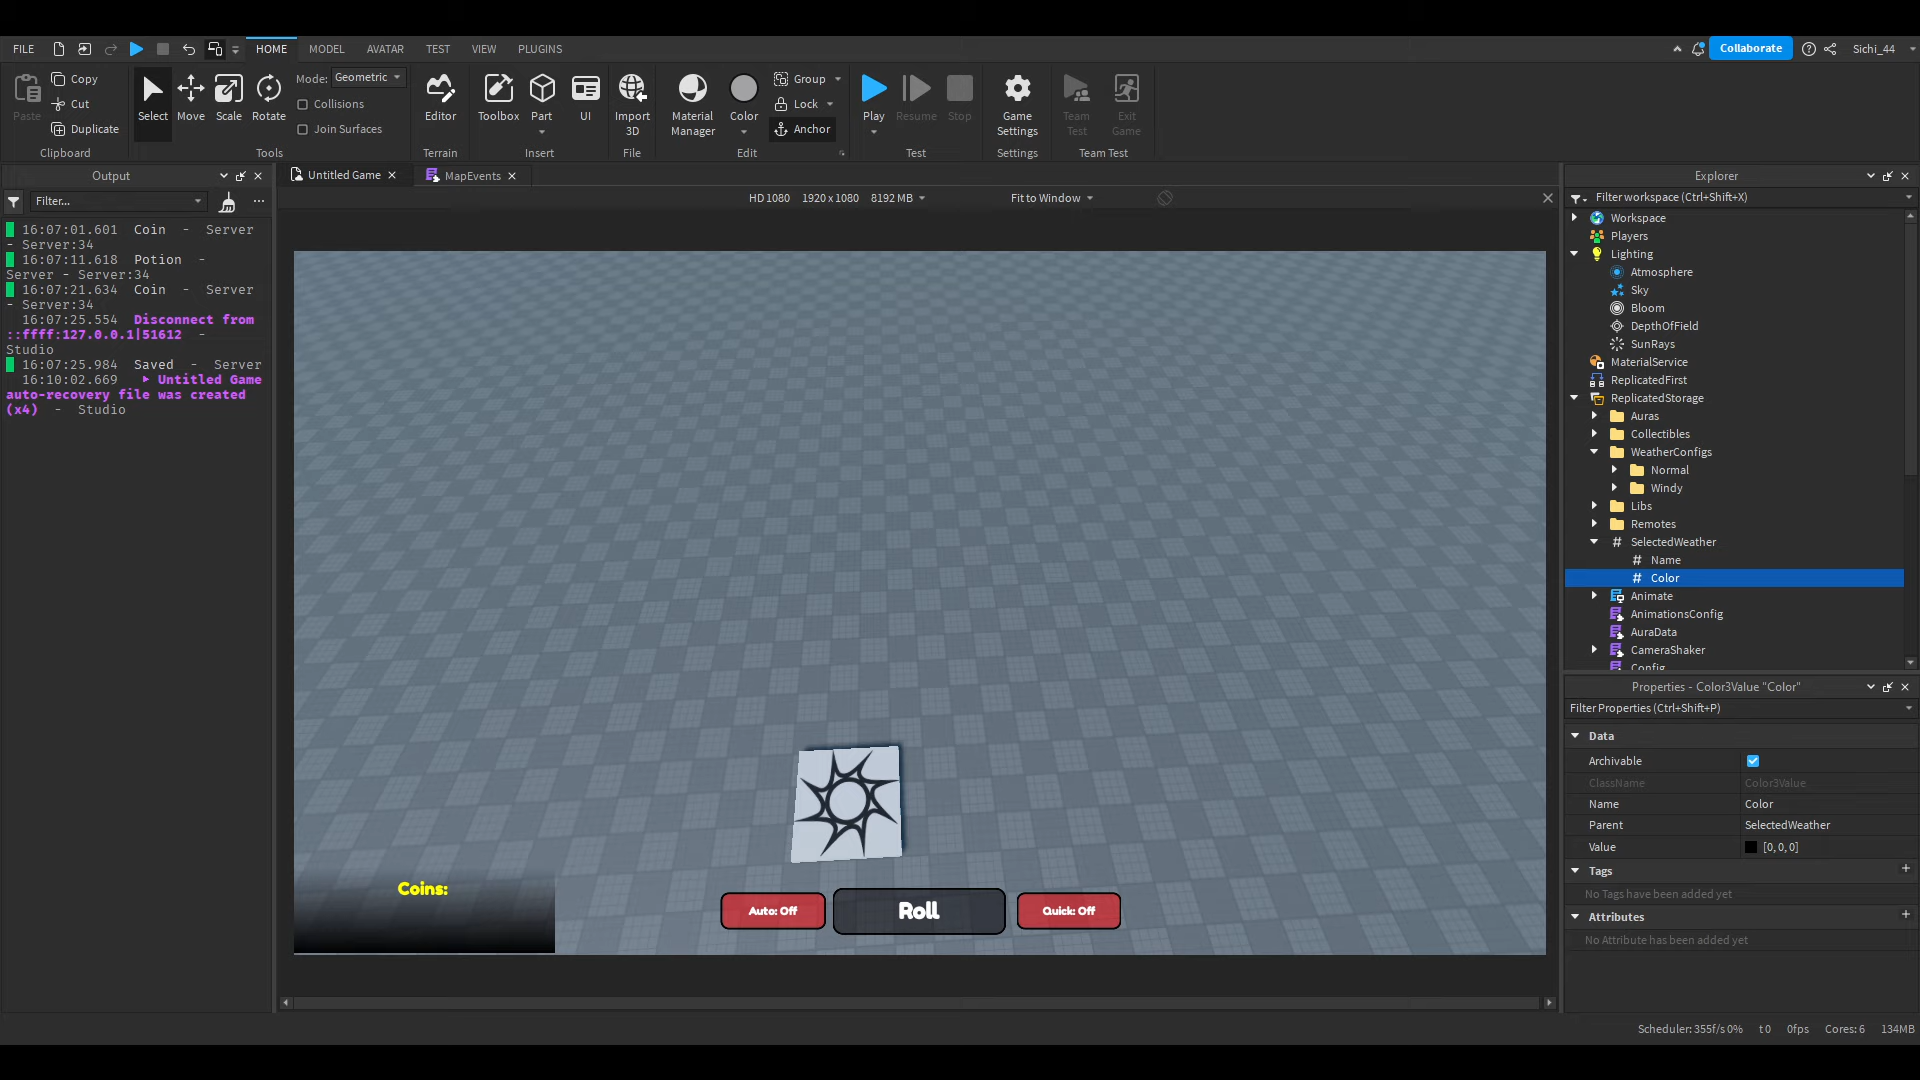 FILE
HOME
MODEL
AVATAR
TEST
VIEW
PLUGINS
Collaborate
Sichi_44
Paste
Copy
Cut
Duplicate
Clipboard
Select
Move
Scale
Rotate
Mode: Geometric
Collisions
Join Surfaces
Tools
Editor
Terrain
Toolbox
Part
UI
Insert
Import
3D
File
Material
Manager
Color
Group
Lock
Anchor
Edit
Play
Resume
Stop
Test
Game
Settings
Settings
Team
Test
Exit
Game
Team Test
Output
Filter...
16:07:01.601 Coin - Server
- Server:34
16:07:11.618 Potion -
Server - Server:34
16:07:21.634 Coin - Server
- Server:34
16:07:25.554 Disconnect from
::ffff:127.0.0.1|51612 -
Studio
16:07:25.984 Saved - Server
16:10:02.669 Untitled Game
auto-recovery file was created
(x4) - Studio
Untitled Game
MapEvents
HD 1080 1920 x 1080 8192 MB
Fit to Window
Coins:
Auto: Off
Roll
Quick: Off
Explorer
Filter workspace (Ctrl+Shift+X)
Workspace
Players
Lighting
Atmosphere
Sky
Bloom
DepthOfField
SunRays
MaterialService
ReplicatedFirst
ReplicatedStorage
Auras
Collectibles
WeatherConfigs
Normal
Windy
Libs
Remotes
SelectedWeather
Name
Color
Animate
AnimationsConfig
AuraData
CameraShaker
Config
Properties - Color3Value "Color"
Filter Properties (Ctrl+Shift+P)
Data
Archivable
ClassName Color3Value
Name Color
Parent SelectedWeather
Value [0, 0, 0]
Tags
No Tags have been added yet
Attributes
No Attribute has been added yet
Scheduler: 355f/s 0% t 0 0fps Cores: 6 134MB